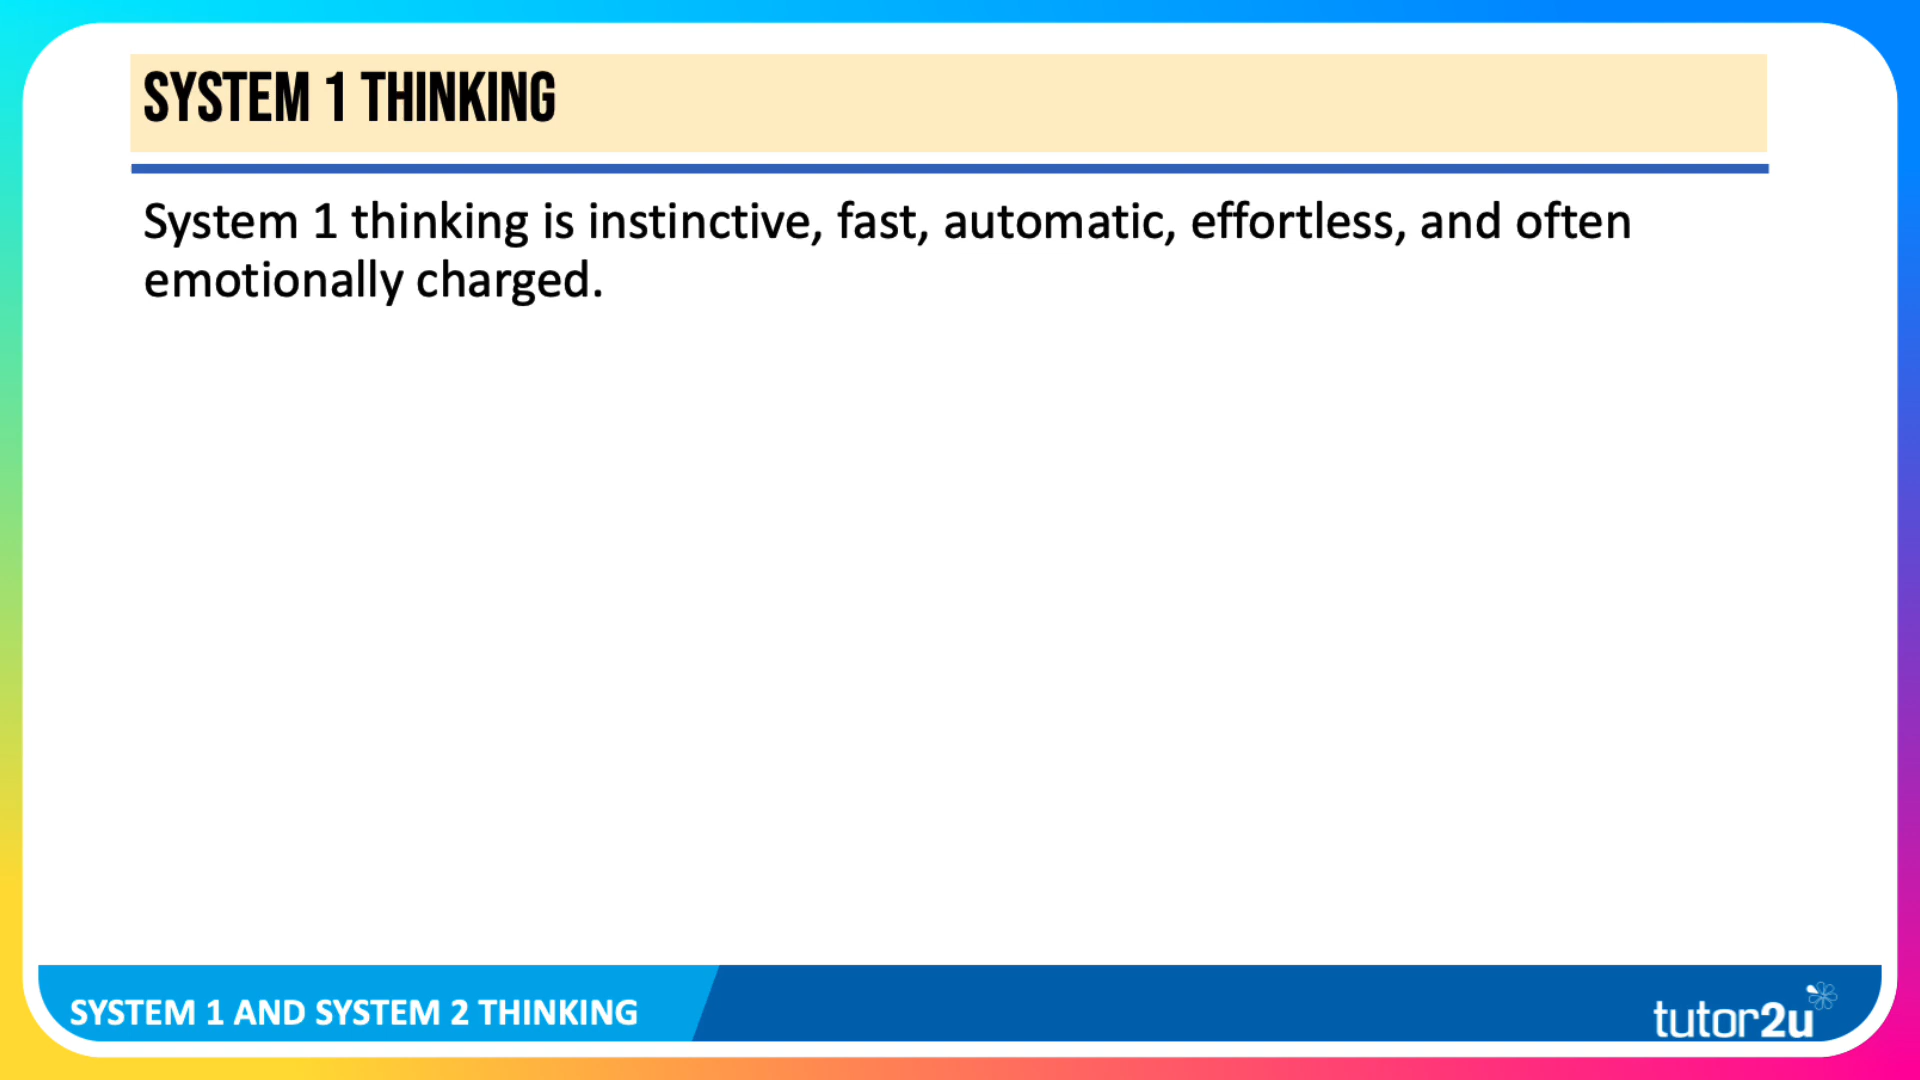 SYSTEM 1 THINKING
System 1 thinking is instinctive, fast, automatic, effortless, and often
emotionally charged.
SYSTEM 1 AND SYSTEM 2 THINKING
tutor2u